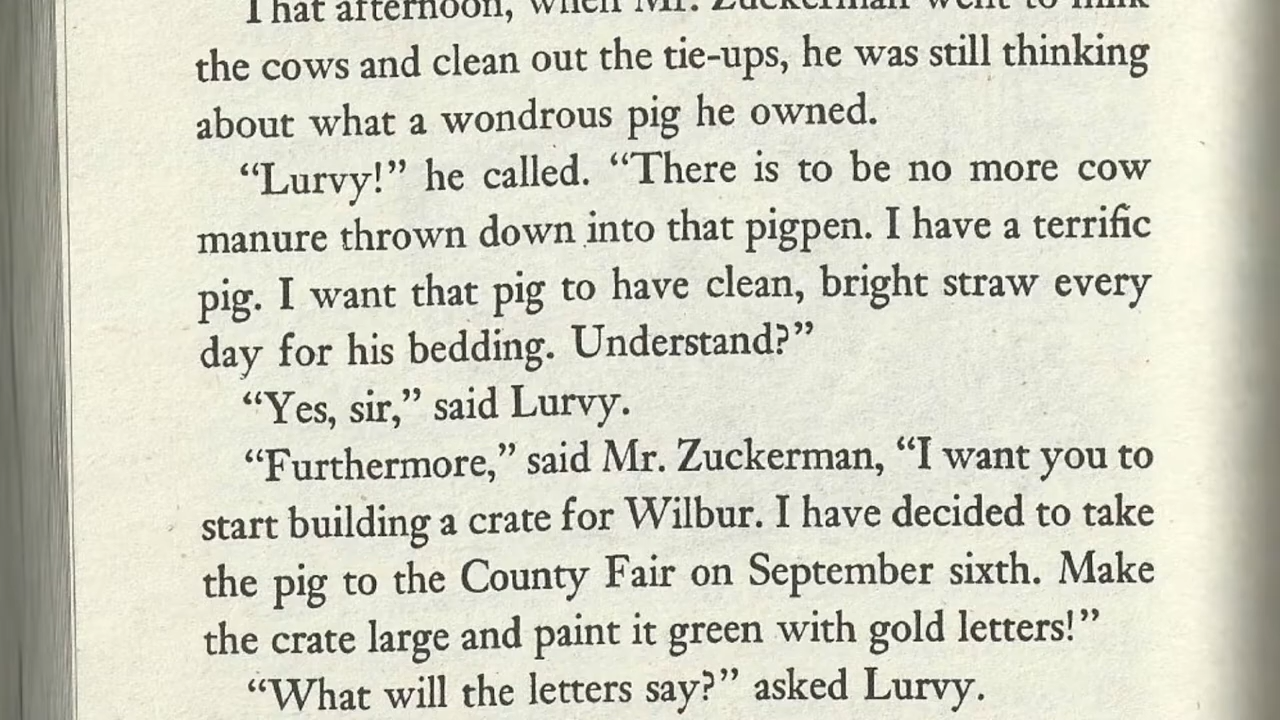 That afternoon, when Mr. Zuckerman went to milk
the cows and clean out the tie-ups, he was still thinking
about what a wondrous pig he owned.
“Lurvy!” he called. “There is to be no more cow
manure thrown down into that pigpen. I have a terrific
pig. I want that pig to have clean, bright straw every
day for his bedding. Understand?”
“Yes, sir,” said Lurvy.
“Furthermore,” said Mr. Zuckerman, “I want you to
start building a crate for Wilbur. I have decided to take
the pig to the County Fair on September sixth. Make
the crate large and paint it green with gold letters!”
“What will the letters say?” asked Lurvy.